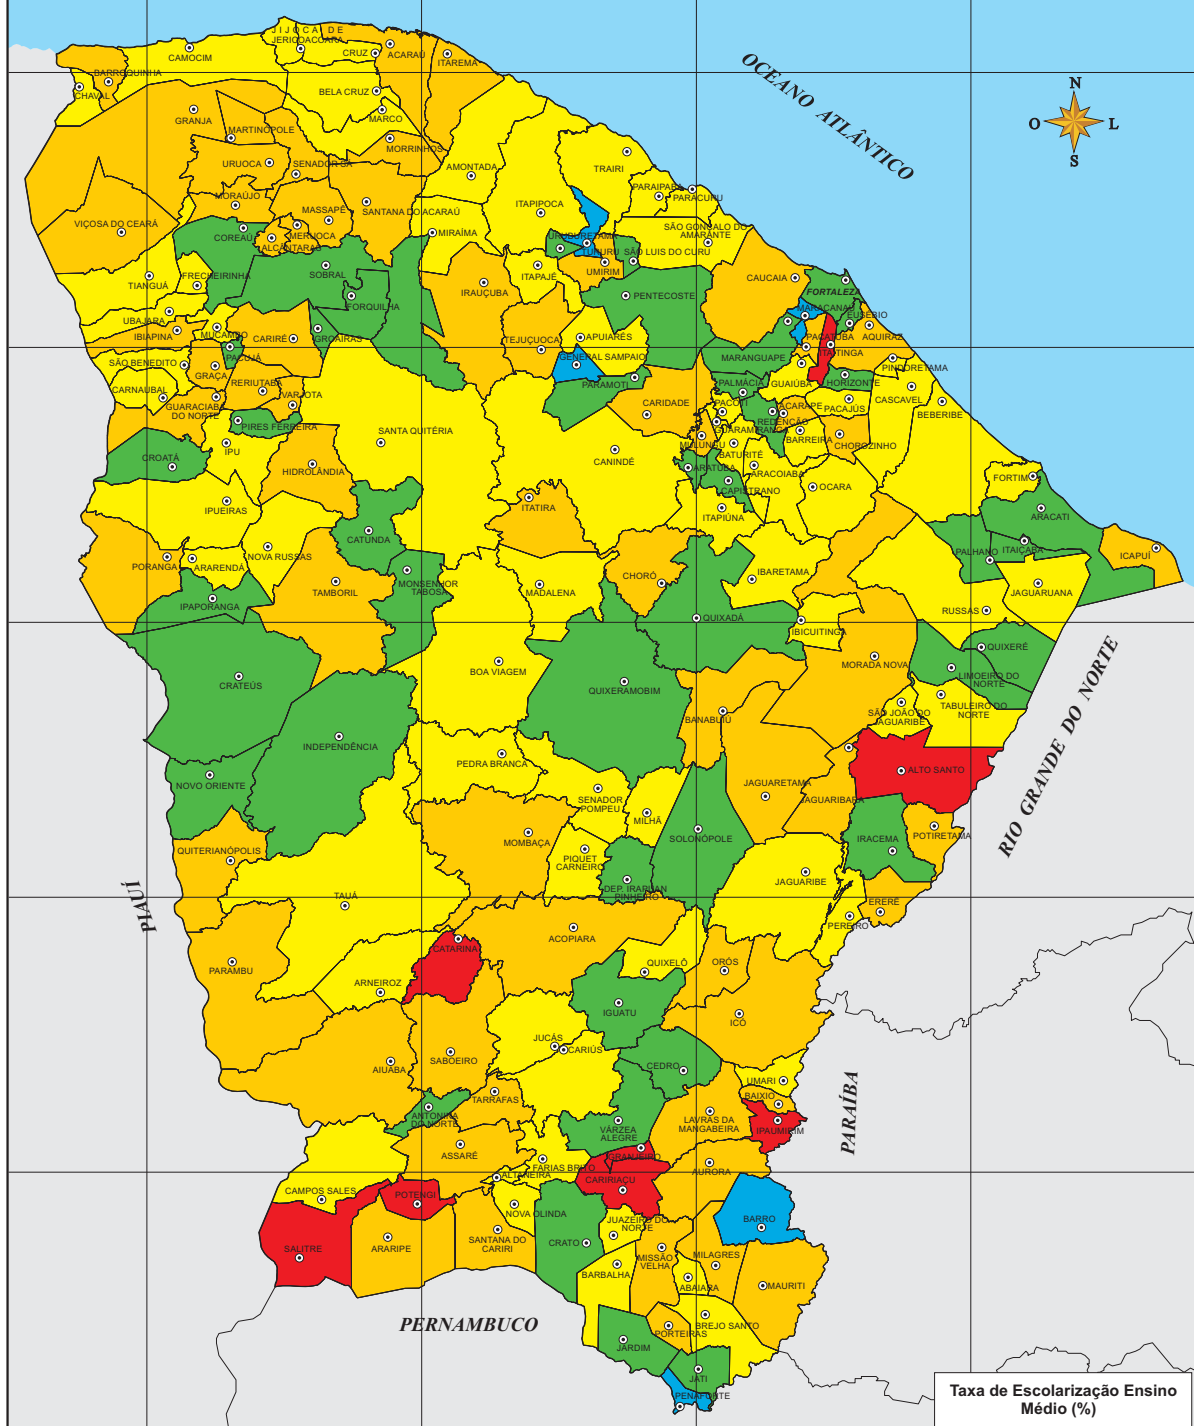 JIJOCA DE
JERICOACOARA
CRUZ
ACARAÚ
ITAREMA
CAMOCIM
BARROQUINHA
CHAVAL
BELA CRUZ
MARCO
GRANJA
MARTINÓPOLE
MORRINHOS
URUOCA
SENADOR SÁ
AMONTADA
TRAIRI
OCEANO ATLÂNTICO
N
O
L
S
MORAÚJO
MASSAPÊ
SANTANA DO ACARAÚ
ITAPIPOCA
PARAIPABA
PARACURU
VIÇOSA DO CEARÁ
COREAÚ
MERUOCA
ALCÂNTARAS
MIRAÍMA
URUBURETAMA
TURURU
SÃO LUIS DO CURU
SÃO GONÇALO DO
AMARANTE
UMIRIM
TIANGUÁ
FRECHEIRINHA
SOBRAL
FORQUILHA
IRAUÇUBA
ITAPAJÉ
PENTECOSTE
CAUCAIA
FORTALEZA
MARACANAÚ
EUSÉBIO
AQUIRAZ
UBAJARA
IBIAPINA
MUCAMBO
PACUJÁ
CARIRÉ
GROAÍRAS
TEJUÇUOCA
APUIARÉS
GENERAL SAMPAIO
MARANGUAPE
PACATUBA
ITAITINGA
PINDORETAMA
SÃO BENEDITO
GRAÇA
CARNAUBAL
GUARACIABA
DO NORTE
RERIUTABA
VARJOTA
PARAMOTI
PALMÁCIA
GUAIÚBA
HORIZONTE
PACAJÚS
CASCAVEL
BEBERIBE
CARIDADE
PACOTI
GUARAMIRANGA
REDENÇÃO
ACARAPE
BARREIRA
CHOROZINHO
PIRES FERREIRA
IPU
CROATÁ
SANTA QUITÉRIA
HIDROLÂNDIA
CANINDÉ
MULUNGU
BATURITÉ
ARATUBA
ARACOIABA
CAPISTRANO
OCARA
ITAPIÚNA
FORTIM
ARACATI
IPUEIRAS
ITATIRA
CATUNDA
NOVA RUSSAS
PORANGA
ARARENDÁ
IPAPORANGA
TAMBORIL
MONSENHOR
TABOSA
MADALENA
CHORÓ
IBARETAMA
PALHANO
ITAIÇABA
ICAPUÍ
JAGUARUANA
RUSSAS
QUIXADÁ
IBICUITINGA
BOA VIAGEM
CRATEÚS
QUIXERAMOBIM
MORADA NOVA
QUIXERÉ
LIMOEIRO DO
NORTE
TABULEIRO DO
NORTE
SÃO JOÃO DO
JAGUARIBE
BANABUIÚ
INDEPENDÊNCIA
PEDRA BRANCA
NOVO ORIENTE
SENADOR
POMPEU
MILHÃ
JAGUARETAMA
JAGUARIBARA
ALTO SANTO
RIO GRANDE DO NORTE
SOLONÓPOLE
IRACEMA
POTIRETAMA
QUITERIANÓPOLIS
MOMBAÇA
PIQUET
CARNEIRO
DEP. IRAPUAN
PINHEIRO
JAGUARIBE
ERERÊ
PEREIRO
PIAUÍ
TAUÁ
PARAMBU
CATARINA
ACOPIARA
QUIXELÔ
ORÓS
ARNEIROZ
IGUATU
ICÓ
JUCÁS
CARIÚS
SABOEIRO
AIUABA
CEDRO
UMARI
BAIXIO
IPAUMIRIM
PARAÍBA
TARRAFAS
ANTONINA
DO NORTE
VÁRZEA
ALEGRE
LAVRAS DA
MANGABEIRA
ASSARÉ
GRANJEIRO
AURORA
FARIAS BRITO
ALTANEIRA
CARIRIAÇU
CAMPOS SALES
POTENGI
NOVA OLINDA
JUAZEIRO DO
NORTE
BARRO
SALITRE
ARARIPE
SANTANA DO
CARIRI
CRATO
BARBALHA
MISSÃO
VELHA
MILAGRES
ABAIARA
MAURITI
PERNAMBUCO
BREJO SANTO
PORTEIRAS
JARDIM
JATI
PENAFORTE
Taxa de Escolarização Ensino
Médio (%)